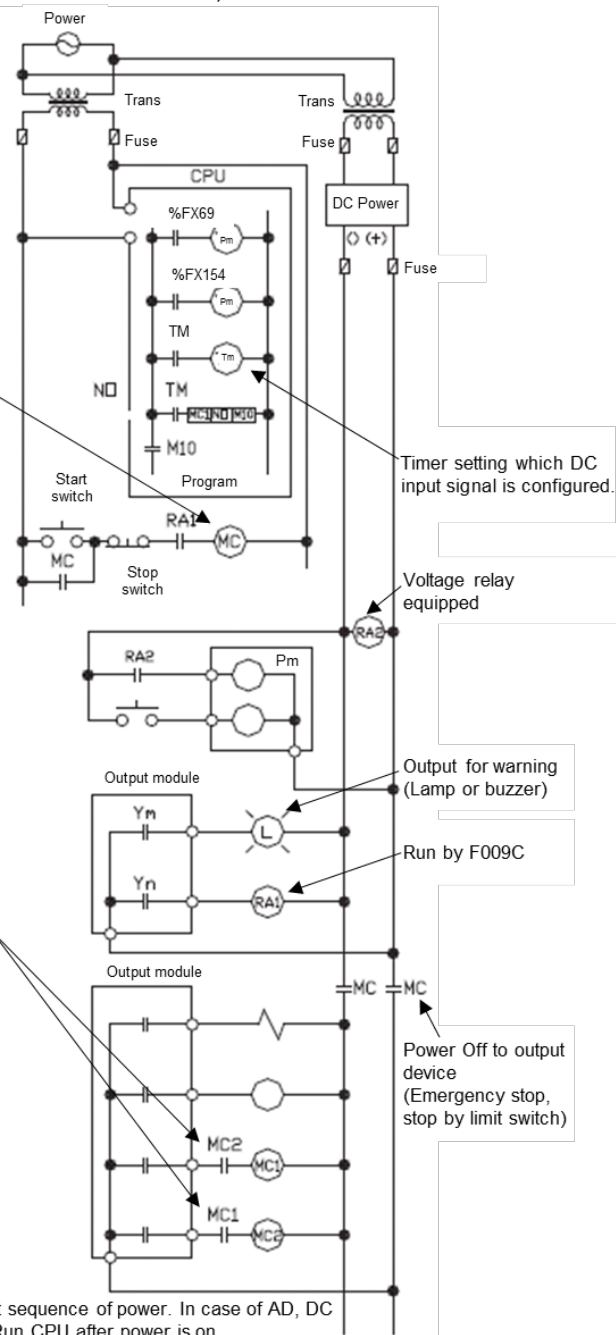 Power
Trans
Trans
Fuse
Fuse
CPU
DC Power
%FX69
Pm
(-) (+)
Fuse
%FX154
Pm
TM
Tm
NO
TM
MC1 NO M10
M10
Timer setting which DC
input signal is configured.
Program
Start
switch
RA1
MC
MC
Stop
switch
Voltage relay
equipped
RA2
RA2
Pm
Output for warning
(Lamp or buzzer)
Output module
Ym
L
Run by F009C
Yn
RA1
Output module
MC
MC
Power Off to output
device
(Emergency stop,
stop by limit switch)
MC2
MC1
MC1
MC2
sequence of power. In case of AD, DC
Run CPU after power is on